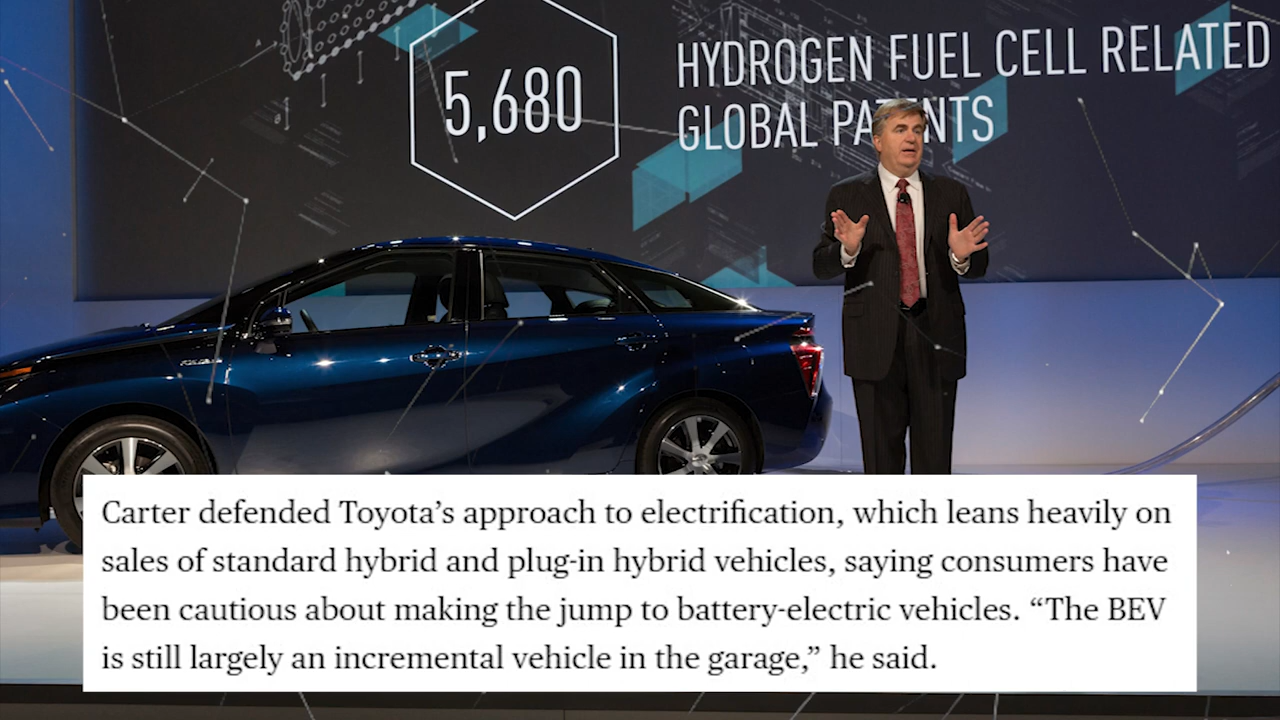 5,680
HYDROGEN FUEL CELL RELATED
GLOBAL PATENTS
Carter defended Toyota’s approach to electrification, which leans heavily on
sales of standard hybrid and plug-in hybrid vehicles, saying consumers have
been cautious about making the jump to battery-electric vehicles. “The BEV
is still largely an incremental vehicle in the garage,” he said.